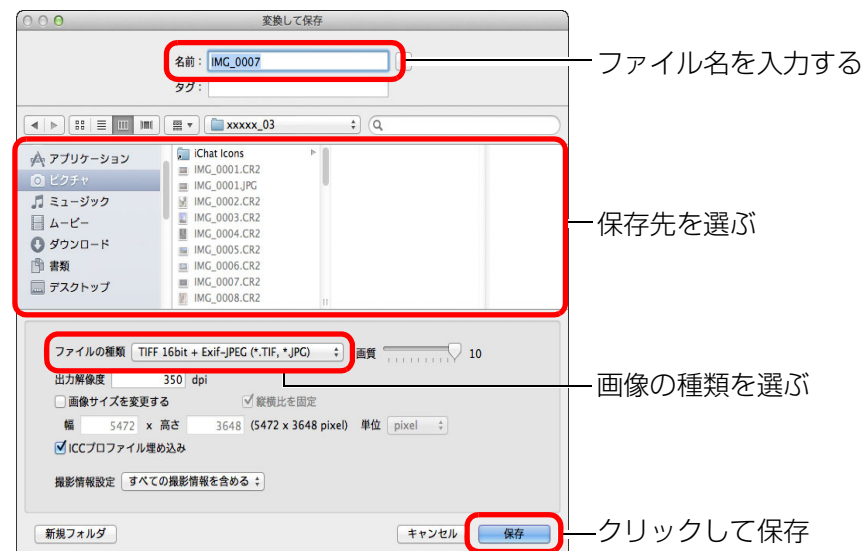 変換して保存
名前： IMG_0007
ファイル名を入力する
タグ：
xxxxx_03
アプリケーション
ピクチャ
ミュージック
ムービー
ダウンロード
書類
デスクトップ
iChat Icons
IMG_0001.CR2
IMG_0001.JPG
IMG_0002.CR2
IMG_0003.CR2
IMG_0004.CR2
IMG_0005.CR2
IMG_0006.CR2
IMG_0007.CR2
IMG_0008.CR2
保存先を選ぶ
ファイルの種類 TIFF 16bit + Exif-JPEG (*.TIF, *.JPG) 画質 10
出力解像度 350 dpi
画像の種類を選ぶ
画像サイズを変更する 縦横比を固定
幅 5472 x 高さ 3648 (5472 x 3648 pixel) 単位 pixel
ICCプロファイル埋め込み
撮影情報設定 すべての撮影情報を含める
新規フォルダ キャンセル 保存
クリックして保存